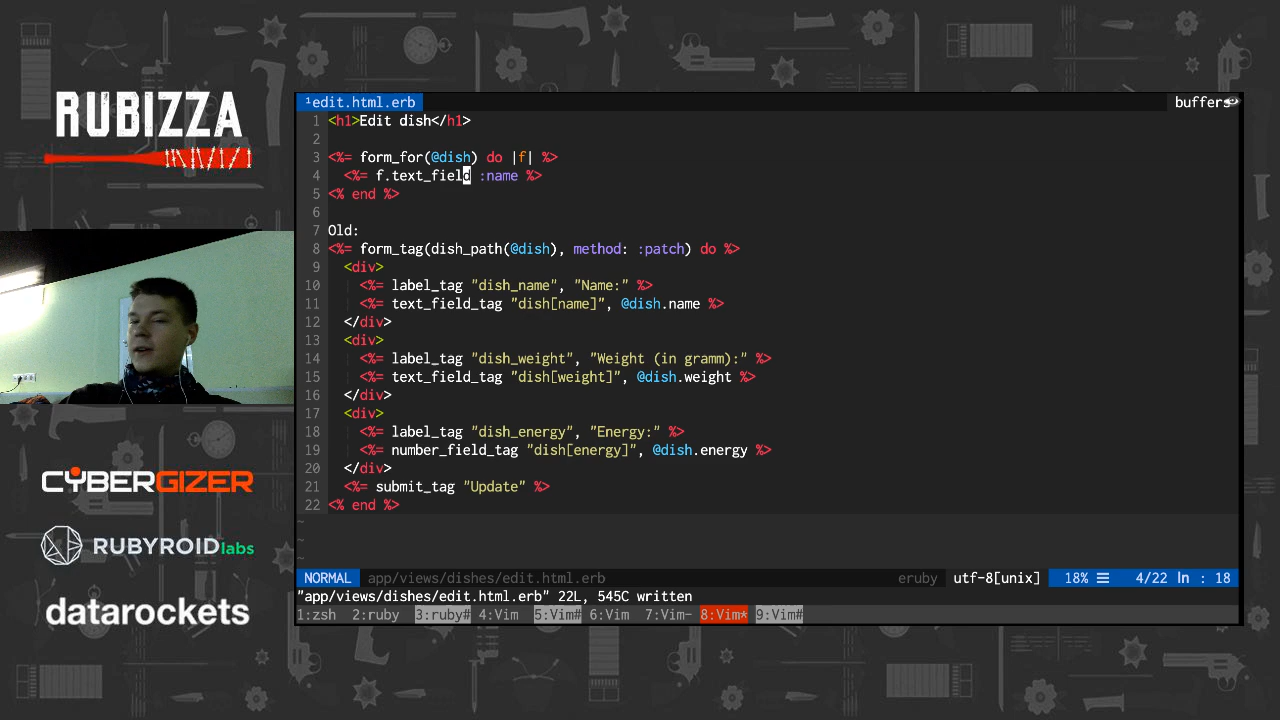 RUBIZZA
CYBERGIZER
RUBYROIDlabs
datarockets
¹edit.html.erb
buffers
1 <h1>Edit dish</h1>
2
3 <%= form_for(@dish) do |f| %>
4 <%= f.text_field :name %>
5 <% end %>
6
7 Old:
8 <%= form_tag(dish_path(@dish), method: :patch) do %>
9 <div>
10 <%= label_tag "dish_name", "Name:" %>
11 <%= text_field_tag "dish[name]", @dish.name %>
12 </div>
13 <div>
14 <%= label_tag "dish_weight", "Weight (in gramm):" %>
15 <%= text_field_tag "dish[weight]", @dish.weight %>
16 </div>
17 <div>
18 <%= label_tag "dish_energy", "Energy:" %>
19 <%= number_field_tag "dish[energy]", @dish.energy %>
20 </div>
21 <%= submit_tag "Update" %>
22 <% end %>
~
~
~
NORMAL app/views/dishes/edit.html.erb eruby utf-8[unix] 18% ☰ 4/22 ln : 18
"app/views/dishes/edit.html.erb" 22L, 545C written
1:zsh 2:ruby 3:ruby# 4:Vim 5:Vim# 6:Vim 7:Vim- 8:Vim* 9:Vim#